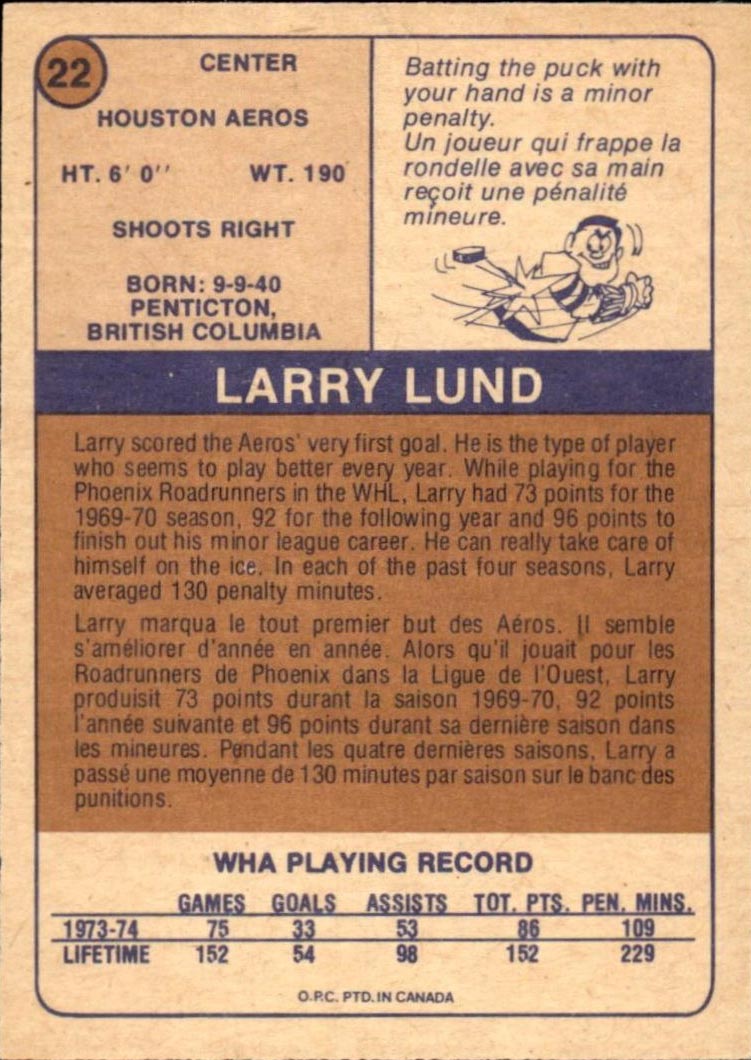 22
CENTER
HOUSTON AEROS
HT. 6' 0'' WT. 190
SHOOTS RIGHT
BORN: 9-9-40
PENTICTON,
BRITISH COLUMBIA
Batting the puck with
your hand is a minor
penalty.
Un joueur qui frappe la
rondelle avec sa main
reçoit une pénalité
mineure.
LARRY LUND
Larry scored the Aeros' very first goal. He is the type of player
who seems to play better every year. While playing for the
Phoenix Roadrunners in the WHL, Larry had 73 points for the
1969-70 season, 92 for the following year and 96 points to
finish out his minor league career. He can really take care of
himself on the ice. In each of the past four seasons, Larry
averaged 130 penalty minutes.
Larry marqua le tout premier but des Aéros. Il semble
s'améliorer d'année en année. Alors qu'il jouait pour les
Roadrunners de Phoenix dans la Ligue de l'Ouest, Larry
produisit 73 points durant la saison 1969-70, 92 points
l'année suivante et 96 points durant sa dernière saison dans
les mineures. Pendant les quatre dernières saisons, Larry a
passé une moyenne de 130 minutes par saison sur le banc des
punitions.
WHA PLAYING RECORD
GAMES GOALS ASSISTS TOT. PTS. PEN. MINS.
1973-74 75 33 53 86 109
LIFETIME 152 54 98 152 229
O.P.C. PTD. IN CANADA